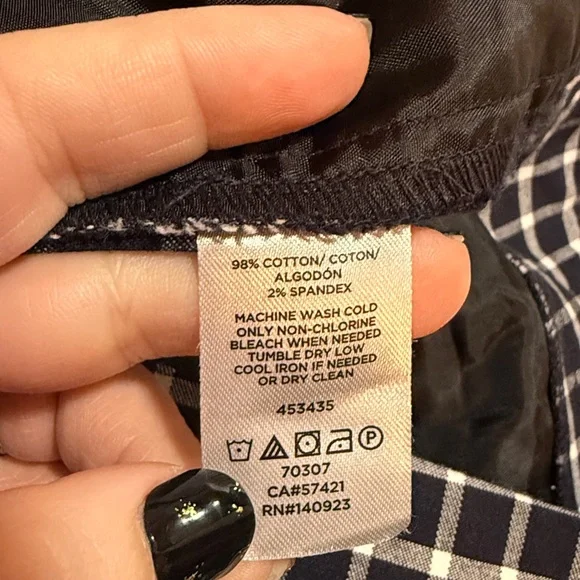 98% COTTON/ COTON/
ALGODÓN
2% SPANDEX
MACHINE WASH COLD
ONLY NON-CHLORINE
BLEACH WHEN NEEDED
TUMBLE DRY LOW
COOL IRON IF NEEDED
OR DRY CLEAN
453435
P
70307
CA#57421
RN#140923